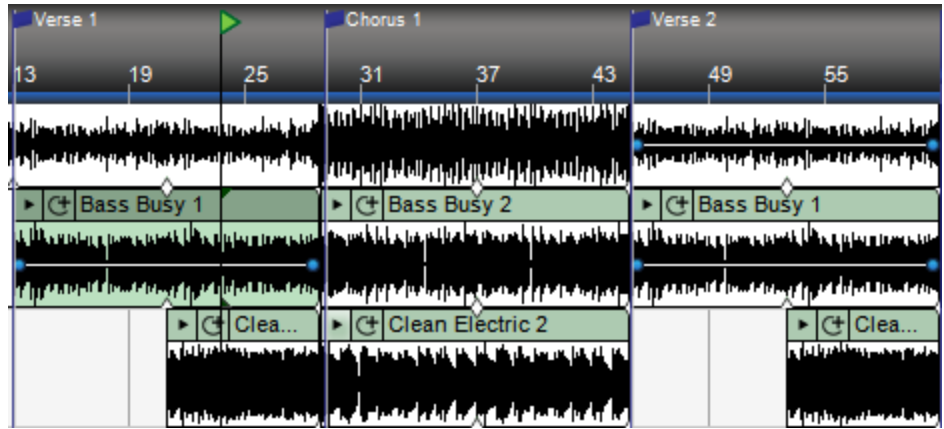 Verse 1 Chorus 1 Verse 2
13 19 25 31 37 43 49 55
Bass Busy 1 Bass Busy 2 Bass Busy 1
Clea... Clean Electric 2 Clea...